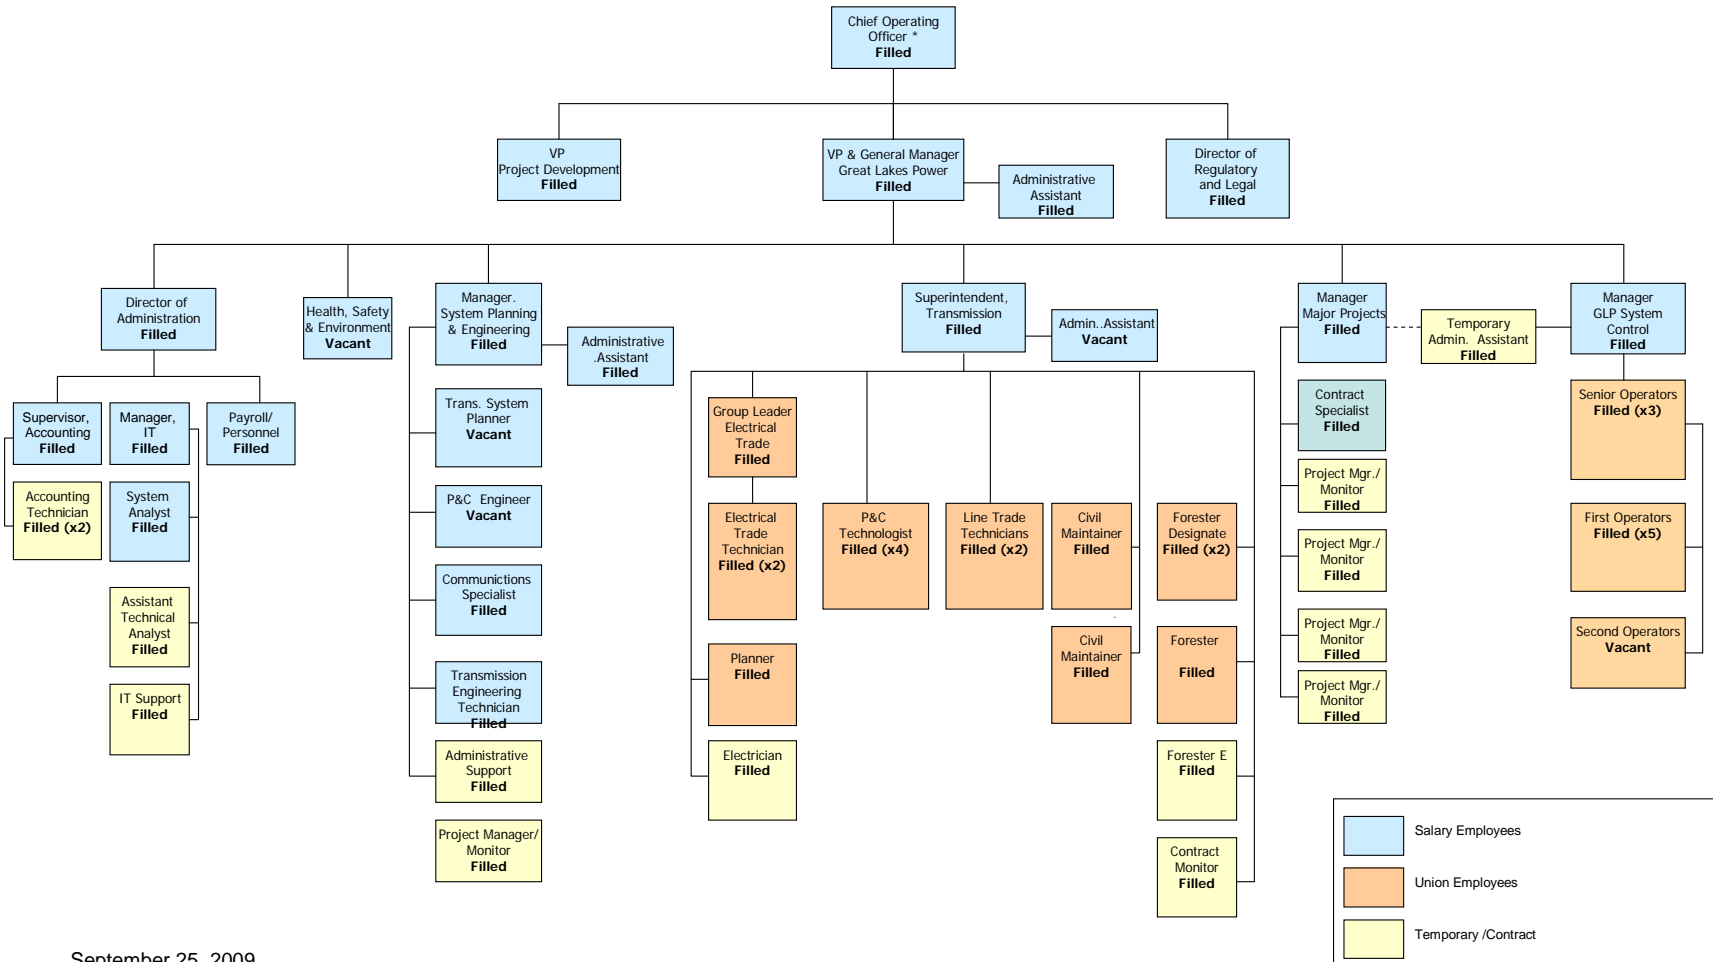 Chief Operating
Officer *
Filled
VP
Project Development
Filled
VP & General Manager
Great Lakes Power
Filled
Administrative
Assistant
Filled
Director of
Regulatory
and Legal
Filled
Director of
Administration
Filled
Health, Safety
& Environment
Vacant
Manager.
System Planning
& Engineering
Filled
Administrative
.Assistant
Filled
Superintendent,
Transmission
Filled
Admin..Assistant
Vacant
Manager
Major Projects
Filled
Temporary
Admin. Assistant
Filled
Manager
GLP System
Control
Filled
Supervisor,
Accounting
Filled
Manager,
IT
Filled
Payroll/
Personnel
Filled
Accounting
Technician
Filled (x2)
System
Analyst
Filled
Assistant
Technical
Analyst
Filled
IT Support
Filled
Trans. System
Planner
Vacant
P&C Engineer
Vacant
Communictions
Specialist
Filled
Transmission
Engineering
Technician
Filled
Administrative
Support
Filled
Project Manager/
Monitor
Filled
Group Leader
Electrical
Trade
Filled
Electrical
Trade
Technician
Filled (x2)
Planner
Filled
Electrician
Filled
P&C
Technologist
Filled (x4)
Line Trade
Technicians
Filled (x2)
Civil
Maintainer
Filled
Civil
Maintainer
Filled
Forester
Designate
Filled (x2)
Forester
Filled
Forester E
Filled
Contract
Monitor
Filled
Contract
Specialist
Filled
Project Mgr./
Monitor
Filled
Project Mgr./
Monitor
Filled
Project Mgr./
Monitor
Filled
Project Mgr./
Monitor
Filled
Senior Operators
Filled (x3)
First Operators
Filled (x5)
Second Operators
Vacant
Salary Employees
Union Employees
Temporary /Contract
September 25, 2009